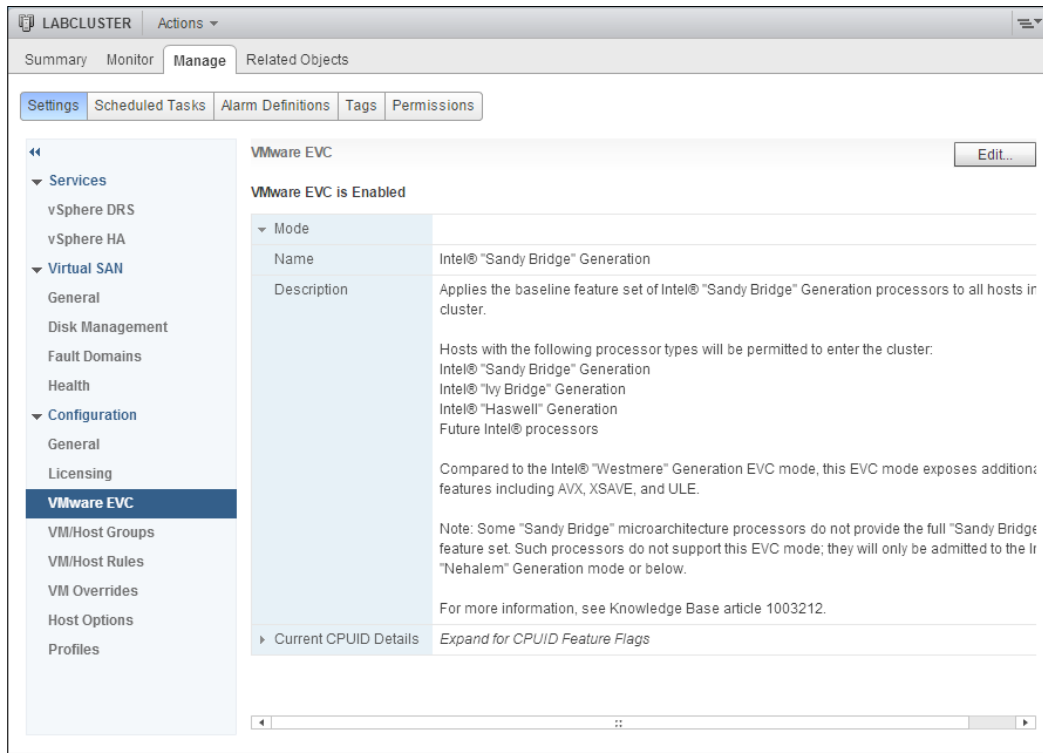 LABCLUSTER Actions
Summary Monitor Manage Related Objects
Settings Scheduled Tasks Alarm Definitions Tags Permissions
VMware EVC Edit...
Services
VMware EVC is Enabled
vSphere DRS
Mode
vSphere HA
Name Intel® "Sandy Bridge" Generation
Virtual SAN
General
Description Applies the baseline feature set of Intel® "Sandy Bridge" Generation processors to all hosts in
cluster.
Disk Management
Hosts with the following processor types will be permitted to enter the cluster:
Fault Domains
Intel® "Sandy Bridge" Generation
Health
Intel® "Ivy Bridge" Generation
Intel® "Haswell" Generation
Configuration
Future Intel® processors
General
Licensing
Compared to the Intel® "Westmere" Generation EVC mode, this EVC mode exposes additiona
features including AVX, XSAVE, and ULE.
VMware EVC
VM/Host Groups
Note: Some "Sandy Bridge" microarchitecture processors do not provide the full "Sandy Bridge
feature set. Such processors do not support this EVC mode; they will only be admitted to the
VM/Host Rules
"Nehalem" Generation mode or below.
VM Overrides
For more information, see Knowledge Base article 1003212.
Host Options
Current CPUID Details Expand for CPUID Feature Flags
Profiles